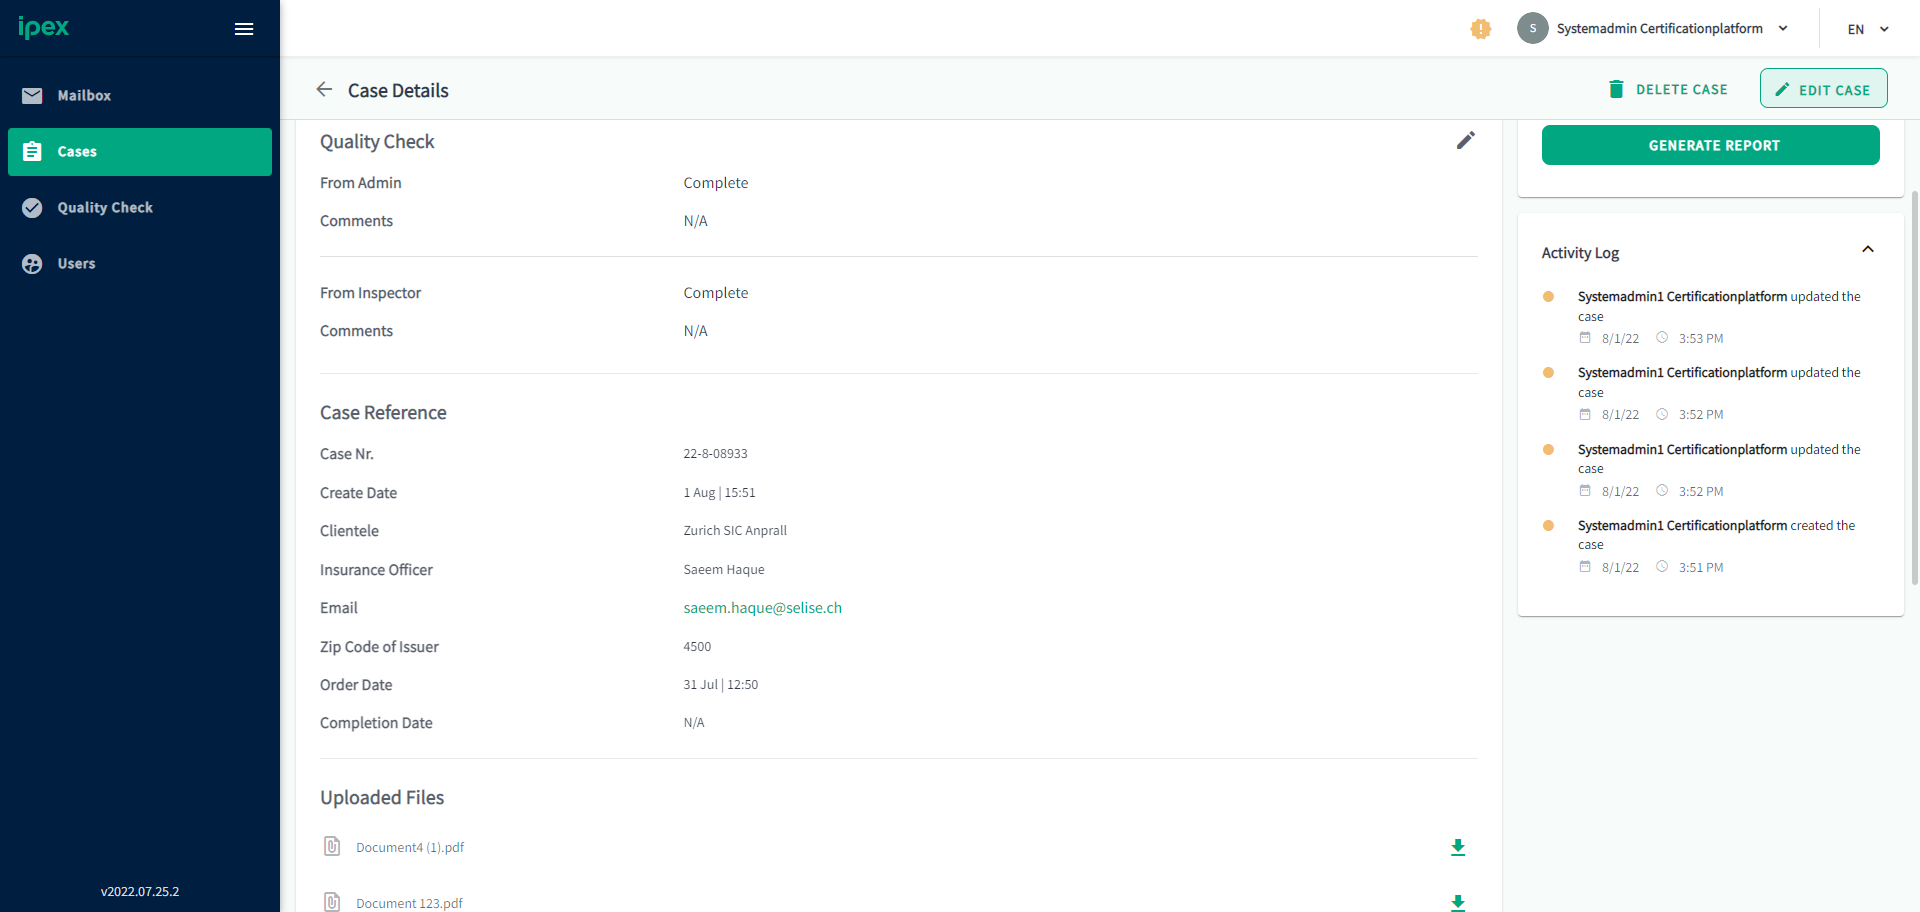 ipex
Systemadmin Certificationplatform
S
EN
Case Details
DELETE CASE
EDIT CASE
Mailbox
Cases
Quality Check
Users
v2022.07.25.2
Quality Check
From Admin Complete
Comments N/A
From Inspector Complete
Comments N/A
Case Reference
Case Nr. 22-8-08933
Create Date 1 Aug | 15:51
Clientele Zurich SIC Anprall
Insurance Officer Saeem Haque
Email saeem.haque@selise.ch
Zip Code of Issuer 4500
Order Date 31 Jul | 12:50
Completion Date N/A
Uploaded Files
Document4 (1).pdf
Document 123.pdf
GENERATE REPORT
Activity Log
Systemadmin1 Certificationplatform updated the
case
8/1/22 3:53 PM
Systemadmin1 Certificationplatform updated the
case
8/1/22 3:52 PM
Systemadmin1 Certificationplatform updated the
case
8/1/22 3:52 PM
Systemadmin1 Certificationplatform created the
case
8/1/22 3:51 PM